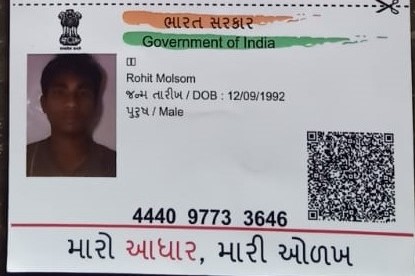 ભારત સરકાર
Government of India
Rohit Molsom
જન્મ તારીખ / DOB : 12/09/1992
પુરુષ / Male
4440 9773 3646
મારો આધાર, મારી ઓળખ